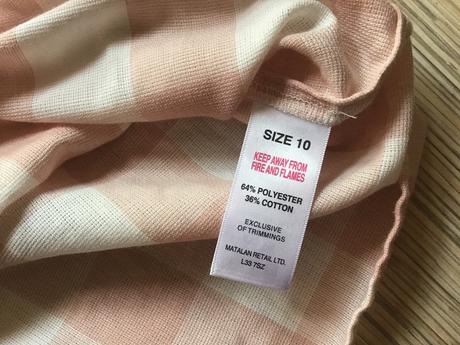 SIZE 10
KEEP AWAY FROM
FIRE AND FLAMES
64% POLYESTER
36% COTTON
EXCLUSIVE
OF TRIMMINGS
MATALAN RETAIL LTD.
L33 7SZ